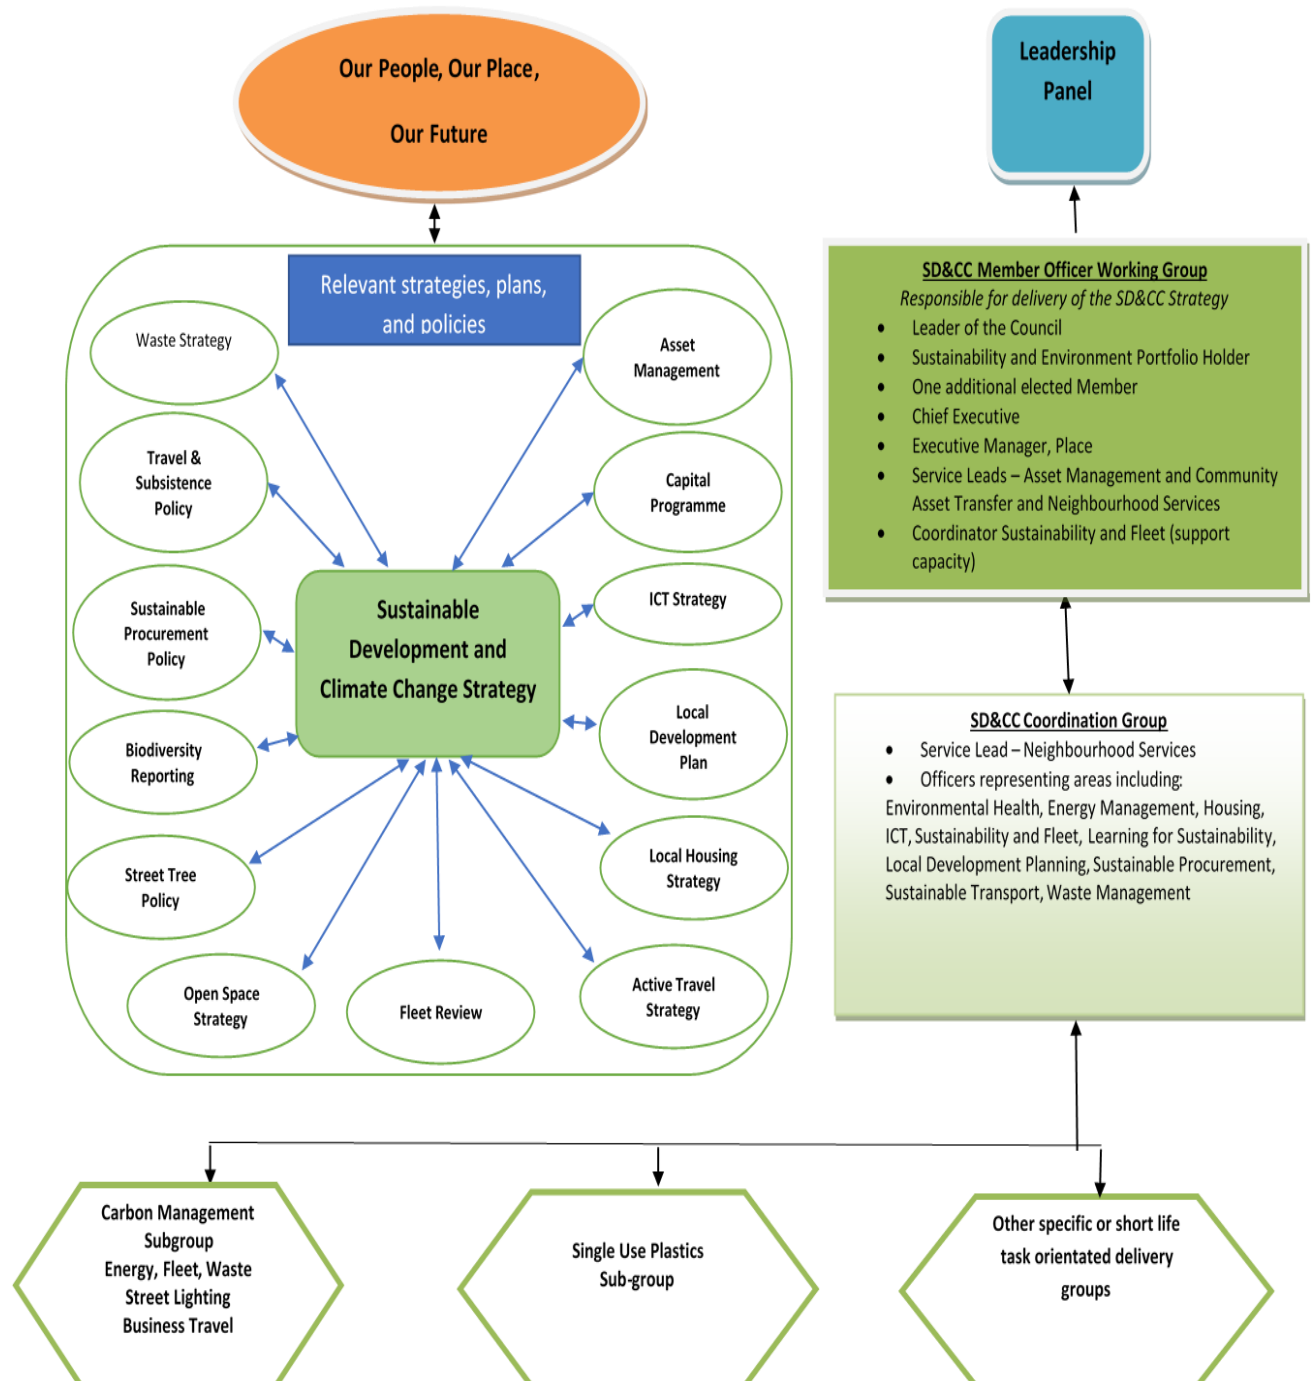 Our People, Our Place,
Our Future
Leadership
Panel
Relevant strategies, plans,
and policies
Waste Strategy
Travel &
Subsistence
Policy
Sustainable
Procurement
Policy
Biodiversity
Reporting
Street Tree
Policy
Open Space
Strategy
Fleet Review
Active Travel
Strategy
Local Housing
Strategy
Local
Development
Plan
ICT Strategy
Capital
Programme
Asset
Management
Sustainable
Development and
Climate Change Strategy
SD&CC Member Officer Working Group
Responsible for delivery of the SD&CC Strategy
• Leader of the Council
• Sustainability and Environment Portfolio Holder
• One additional elected Member
• Chief Executive
• Executive Manager, Place
• Service Leads – Asset Management and Community
Asset Transfer and Neighbourhood Services
• Coordinator Sustainability and Fleet (support
capacity)
SD&CC Coordination Group
• Service Lead – Neighbourhood Services
• Officers representing areas including:
Environmental Health, Energy Management, Housing,
ICT, Sustainability and Fleet, Learning for Sustainability,
Local Development Planning, Sustainable Procurement,
Sustainable Transport, Waste Management
Carbon Management
Subgroup
Energy, Fleet, Waste
Street Lighting
Business Travel
Single Use Plastics
Sub-group
Other specific or short life
task orientated delivery
groups